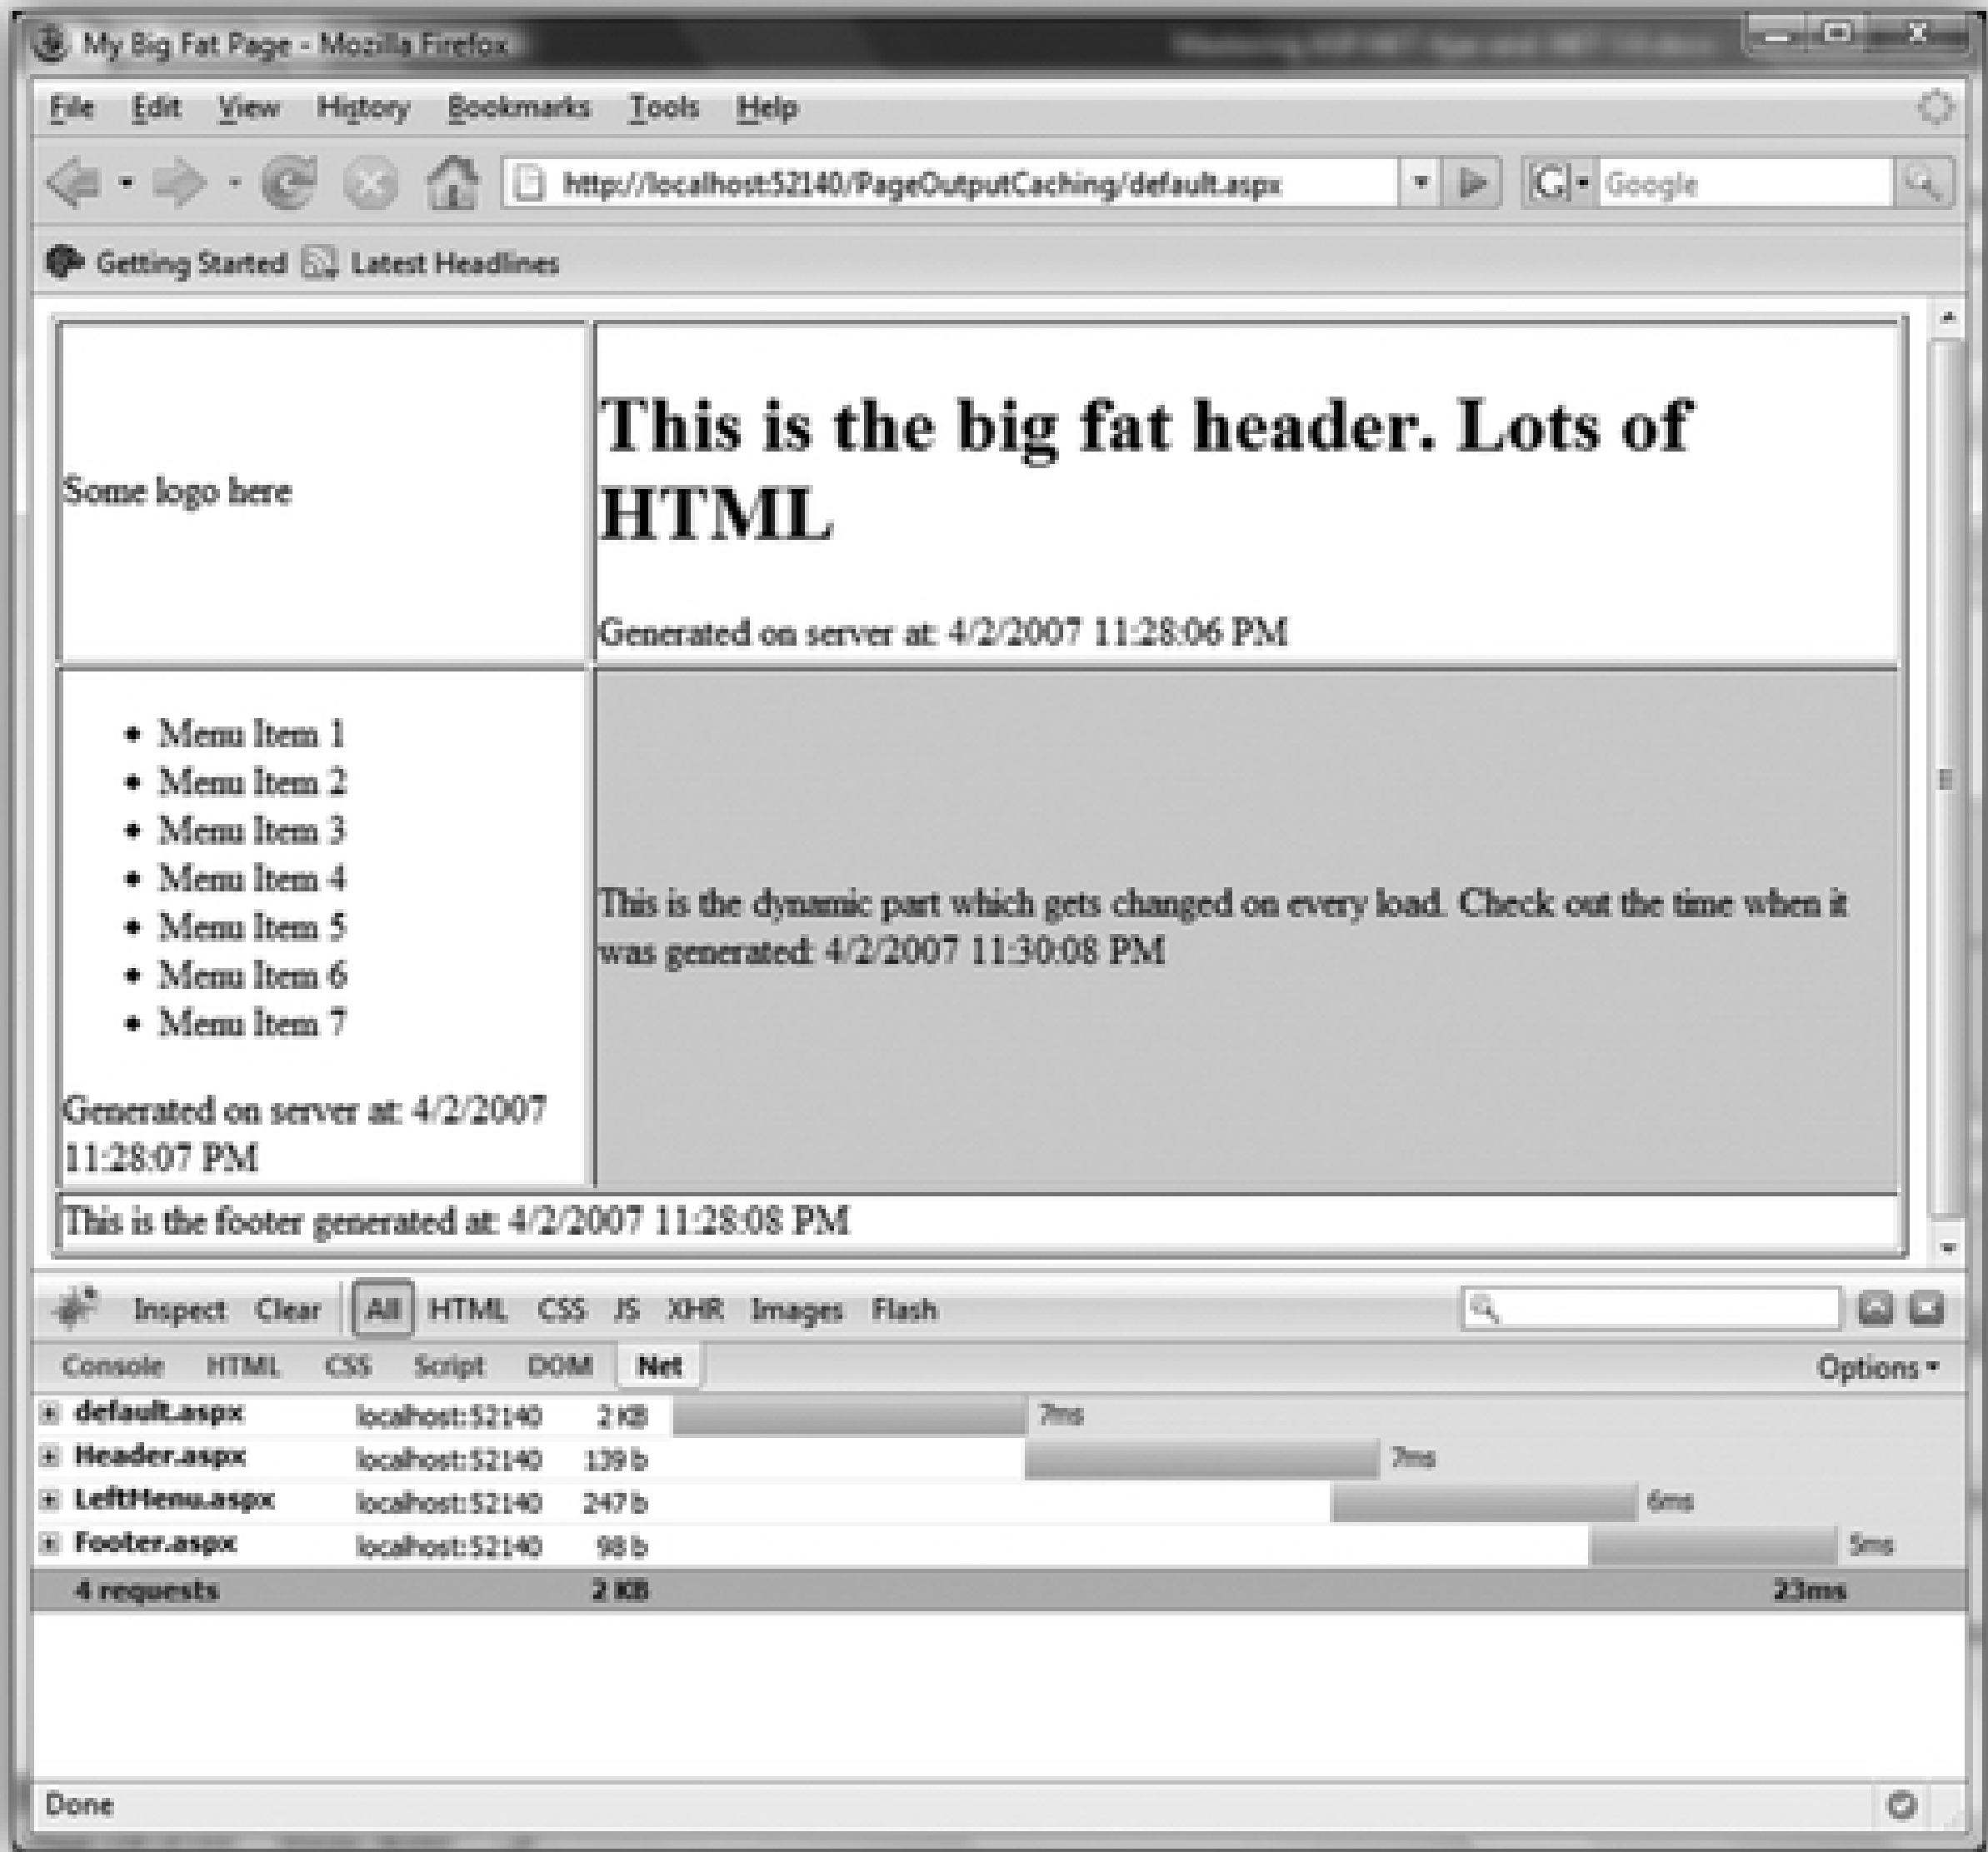 My Big Fat Page - Mozilla Firefox
File Edit View History Bookmarks Tools Help
http://localhost:52140/PageOutputCaching/default.aspx
G Google
Getting Started Latest Headlines
Some logo here
This is the big fat header. Lots of
HTML
Generated on server at: 4/2/2007 11:28:06 PM
Menu Item 1
Menu Item 2
Menu Item 3
Menu Item 4
Menu Item 5
Menu Item 6
Menu Item 7
Generated on server at: 4/2/2007
11:28:07 PM
This is the dynamic part which gets changed on every load. Check out the time when it
was generated: 4/2/2007 11:30:08 PM
This is the footer generated at: 4/2/2007 11:28:08 PM
Inspect Clear All HTML CSS JS XHR Images Flash
Console HTML CSS Script DOM Net Options
default.aspx localhost:52140 2 KB 7ms
Header.aspx localhost:52140 139 b 7ms
LeftMenu.aspx localhost:52140 247 b 6ms
Footer.aspx localhost:52140 98 b 5ms
4 requests 2 KB 23ms
Done